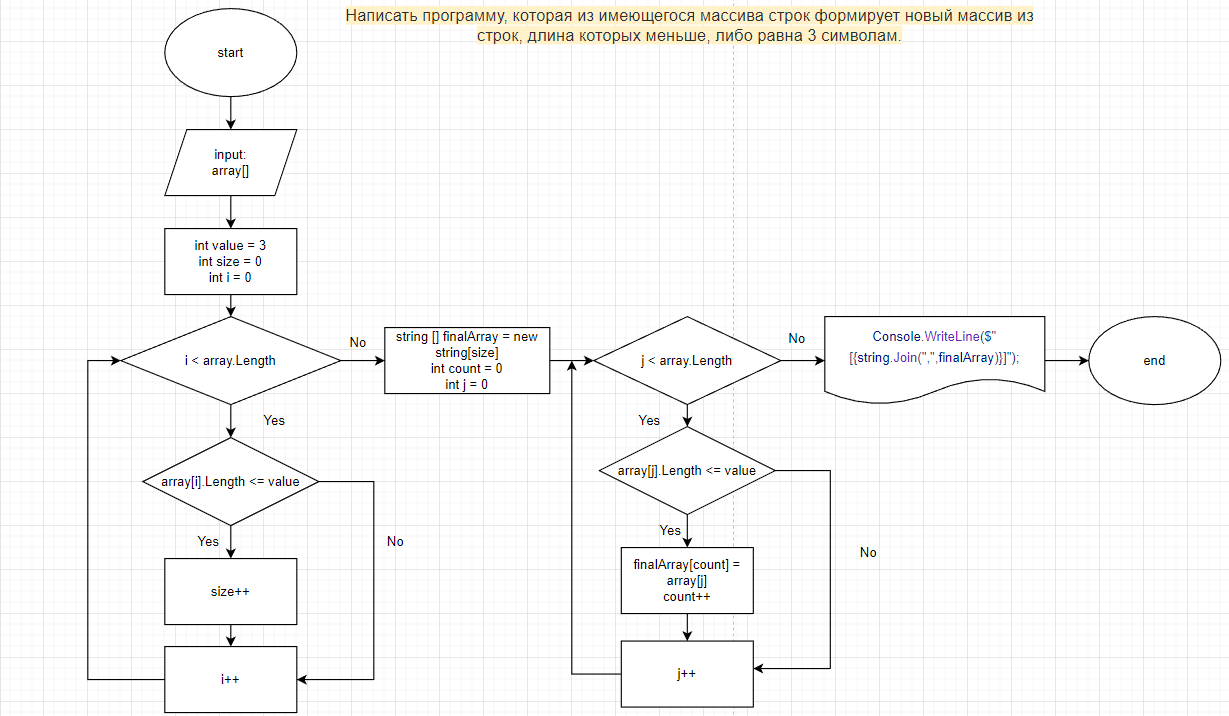 Написать программу, которая из имеющегося массива строк формирует новый массив из
строк, длина которых меньше, либо равна 3 символам.
start
input:
array[]
int value = 3
int size = 0
int i = 0
i < array.Length
No
Yes
array[i].Length <= value
Yes
No
size++
i++
string [] finalArray = new
string[size]
int count = 0
int j = 0
j < array.Length
No
Yes
array[j].Length <= value
Yes
No
finalArray[count] =
array[j]
count++
j++
Console.WriteLine($"
[{string.Join(",",finalArray)}]");
end